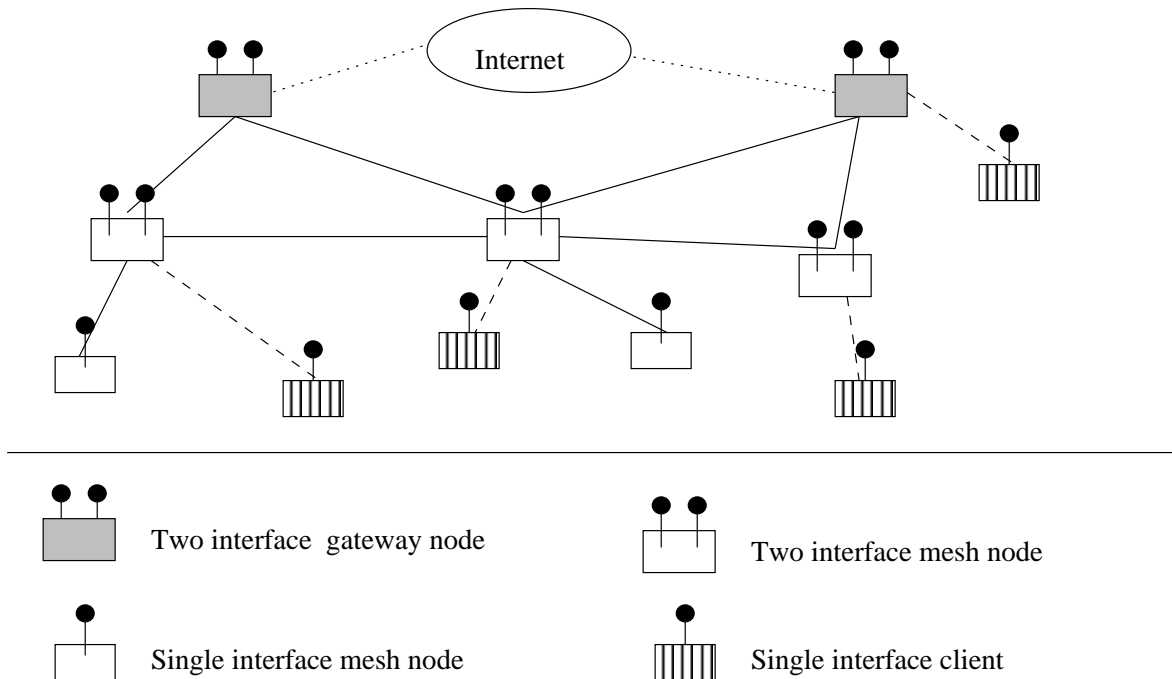 Internet
Two interface gateway node
Two interface mesh node
Single interface mesh node
Single interface client